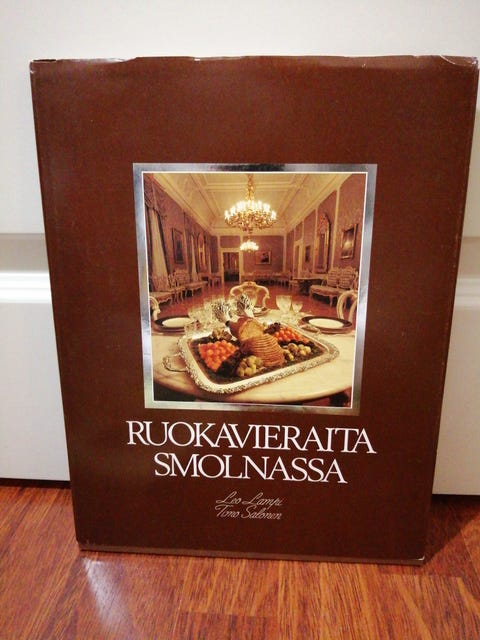 RUOKAVIERAITA
SMOLNASSA
Leo Lampi
Timo Salonen